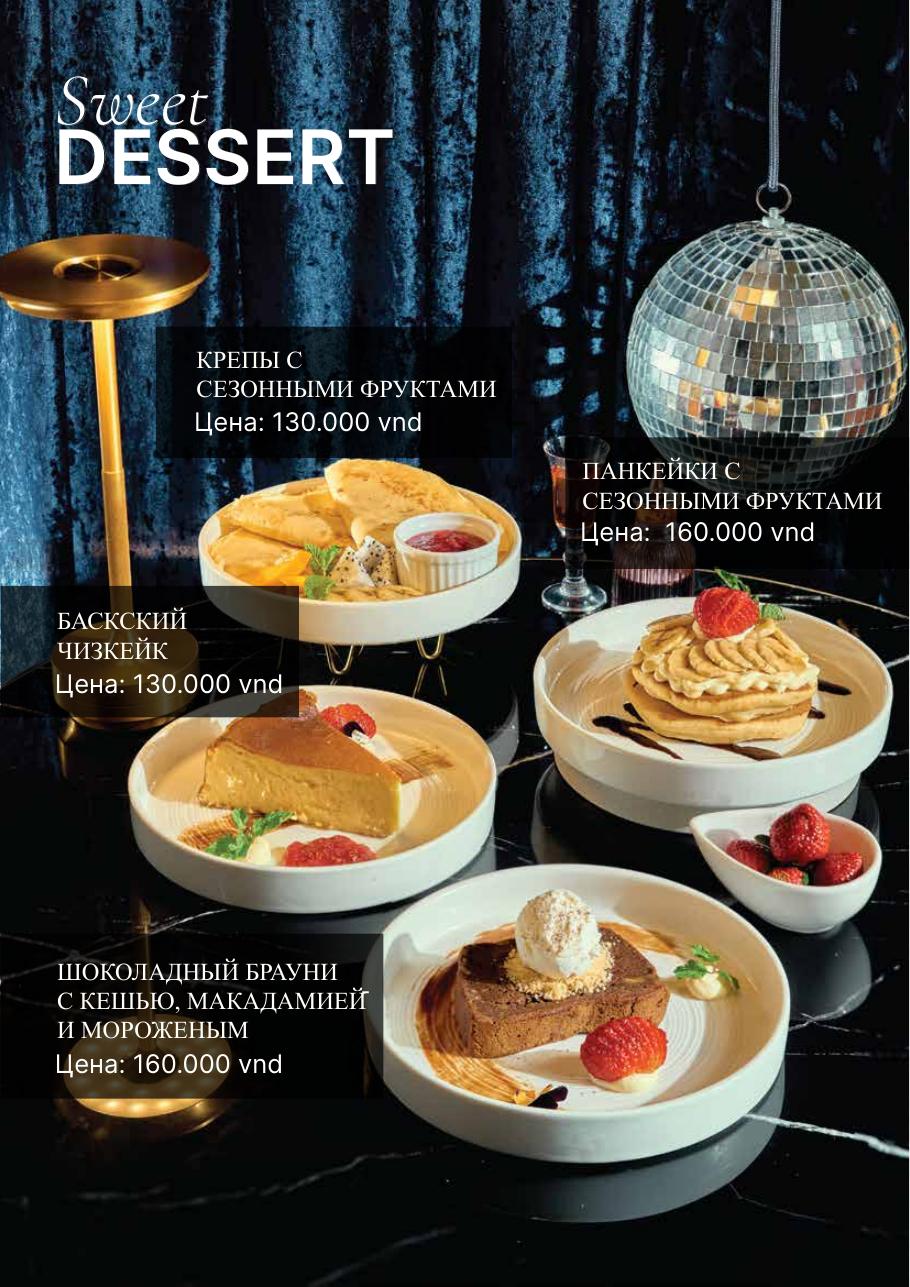 Sweet
DESSERT
КРЕПЫ С
СЕЗОННЫМИ ФРУКТАМИ
Цена: 130.000 vnd
ПАНКЕЙКИ С
СЕЗОННЫМИ ФРУКТАМИ
Цена: 160.000 vnd
БАСКСКИЙ
ЧИЗКЕЙК
Цена: 130.000 vnd
ШОКОЛАДНЫЙ БРАУНИ
С КЕШЬЮ, МАКАДАМИЕЙ
И МОРОЖЕНЫМ
Цена: 160.000 vnd